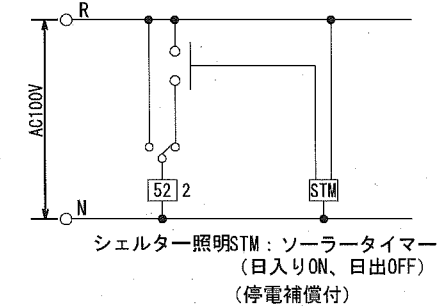 R
AC100V
52 2
STM
N
シェルター照明STM：ソーラータイマー
(日入りON、日出OFF)
(停電補償付)